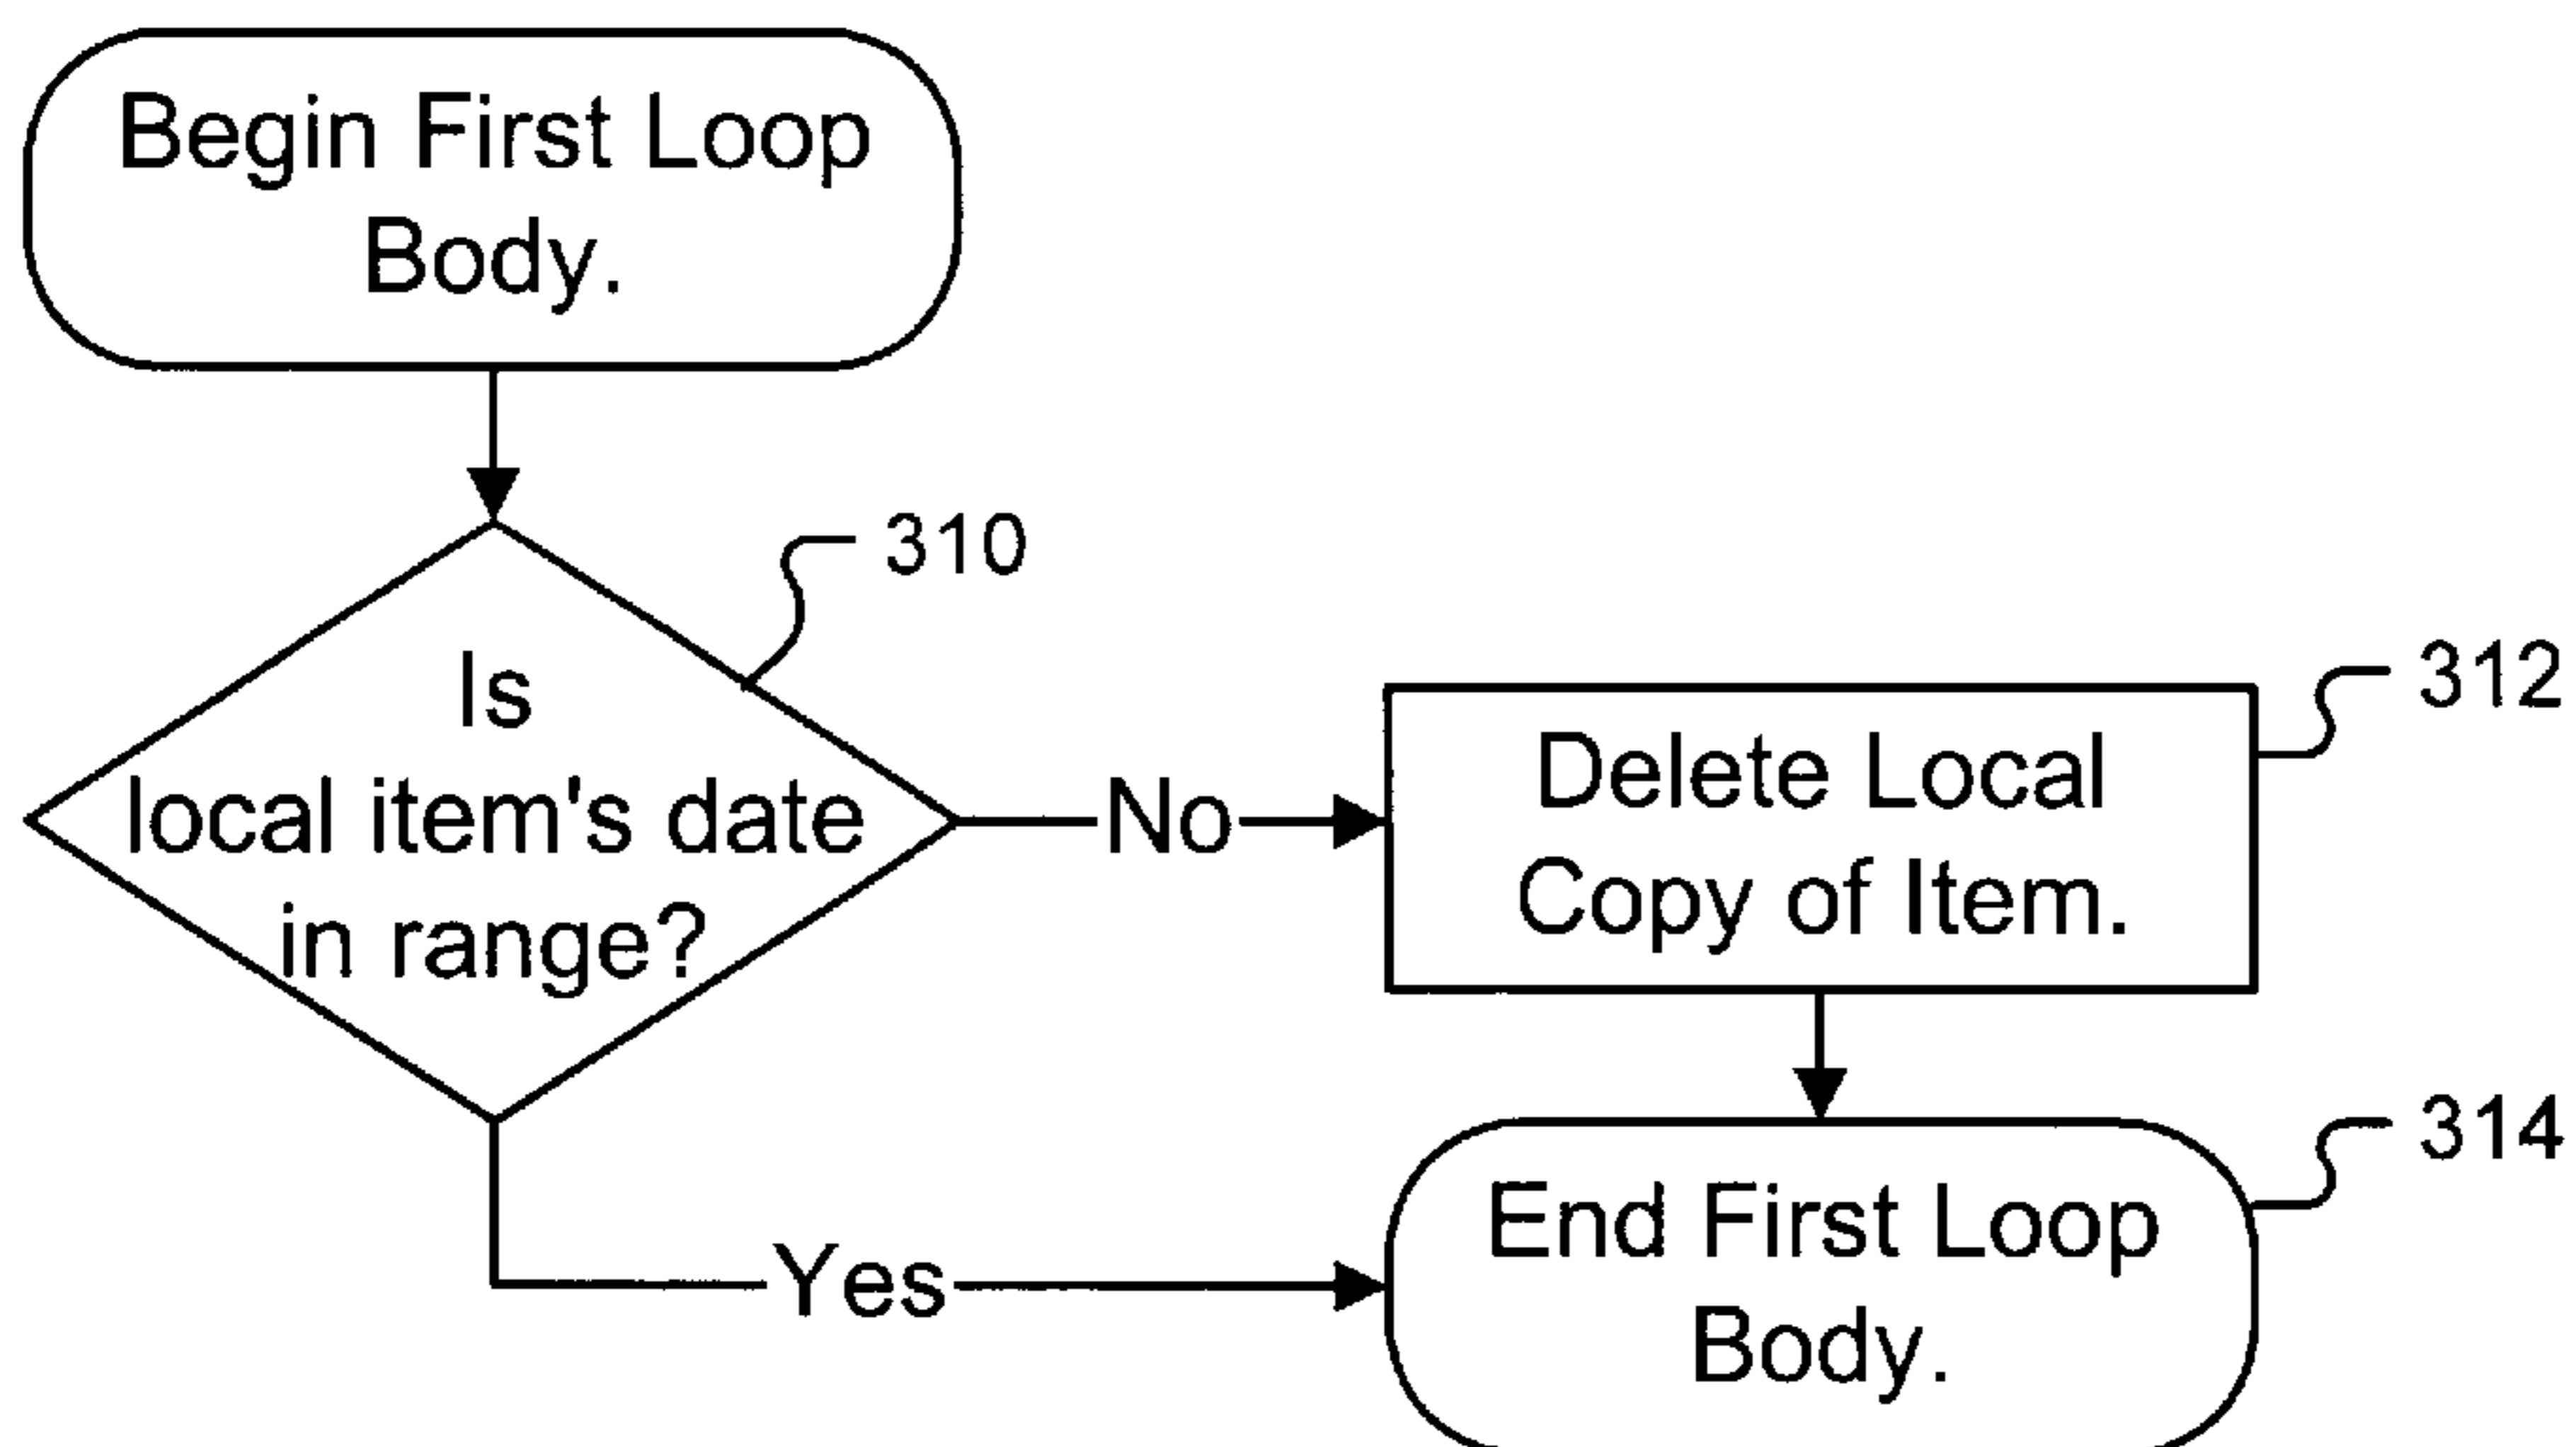 Begin First Loop
Body.
310
Is
local item's date
in range?
No
312
Delete Local
Copy of Item.
314
Yes
End First Loop
Body.